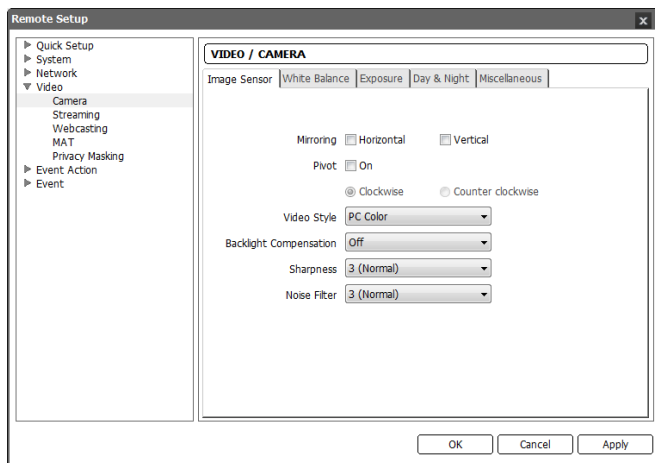 Remote Setup
x
Quick Setup
System
Network
Video
Camera
Streaming
Webcasting
MAT
Privacy Masking
Event Action
Event
VIDEO / CAMERA
Image Sensor White Balance Exposure Day & Night Miscellaneous
Mirroring Horizontal Vertical
Pivot On
Clockwise Counter clockwise
Video Style PC Color
Backlight Compensation Off
Sharpness 3 (Normal)
Noise Filter 3 (Normal)
OK Cancel Apply